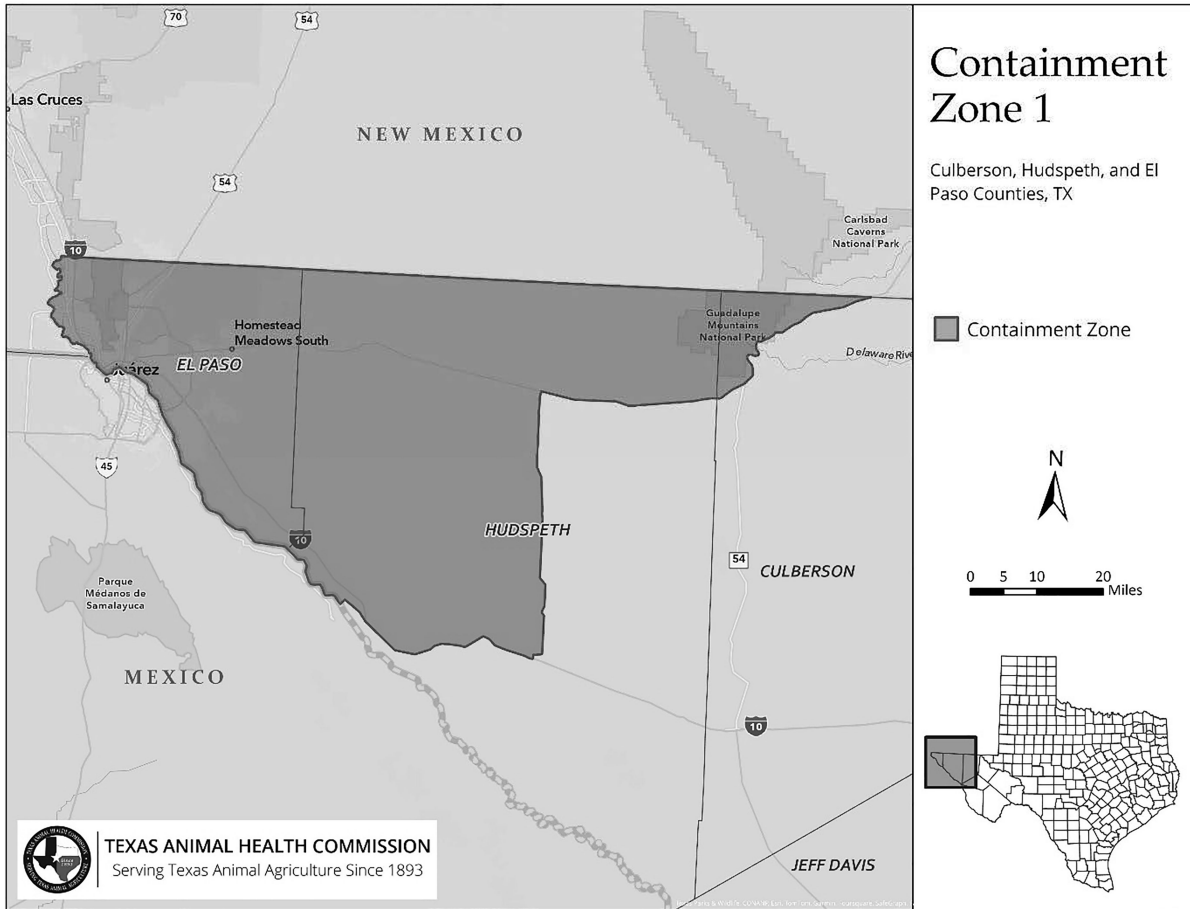 70
54
Las Cruces
NEW MEXICO
54
Carlsbad
Caverns
National Park
10
Guadalupe
Mountains
National Park
Homestead
Meadows South
EL PASO
Juárez
45
10
HUDSPETH
54
CULBERSON
Parque
Médanos de
Samalayuca
MEXICO
10
JEFF DAVIS
TEXAS ANIMAL HEALTH COMMISSION
Serving Texas Animal Agriculture Since 1893
Containment
Zone 1
Culberson, Hudspeth, and El
Paso Counties, TX
Containment Zone
N
0 5 10 20
Miles